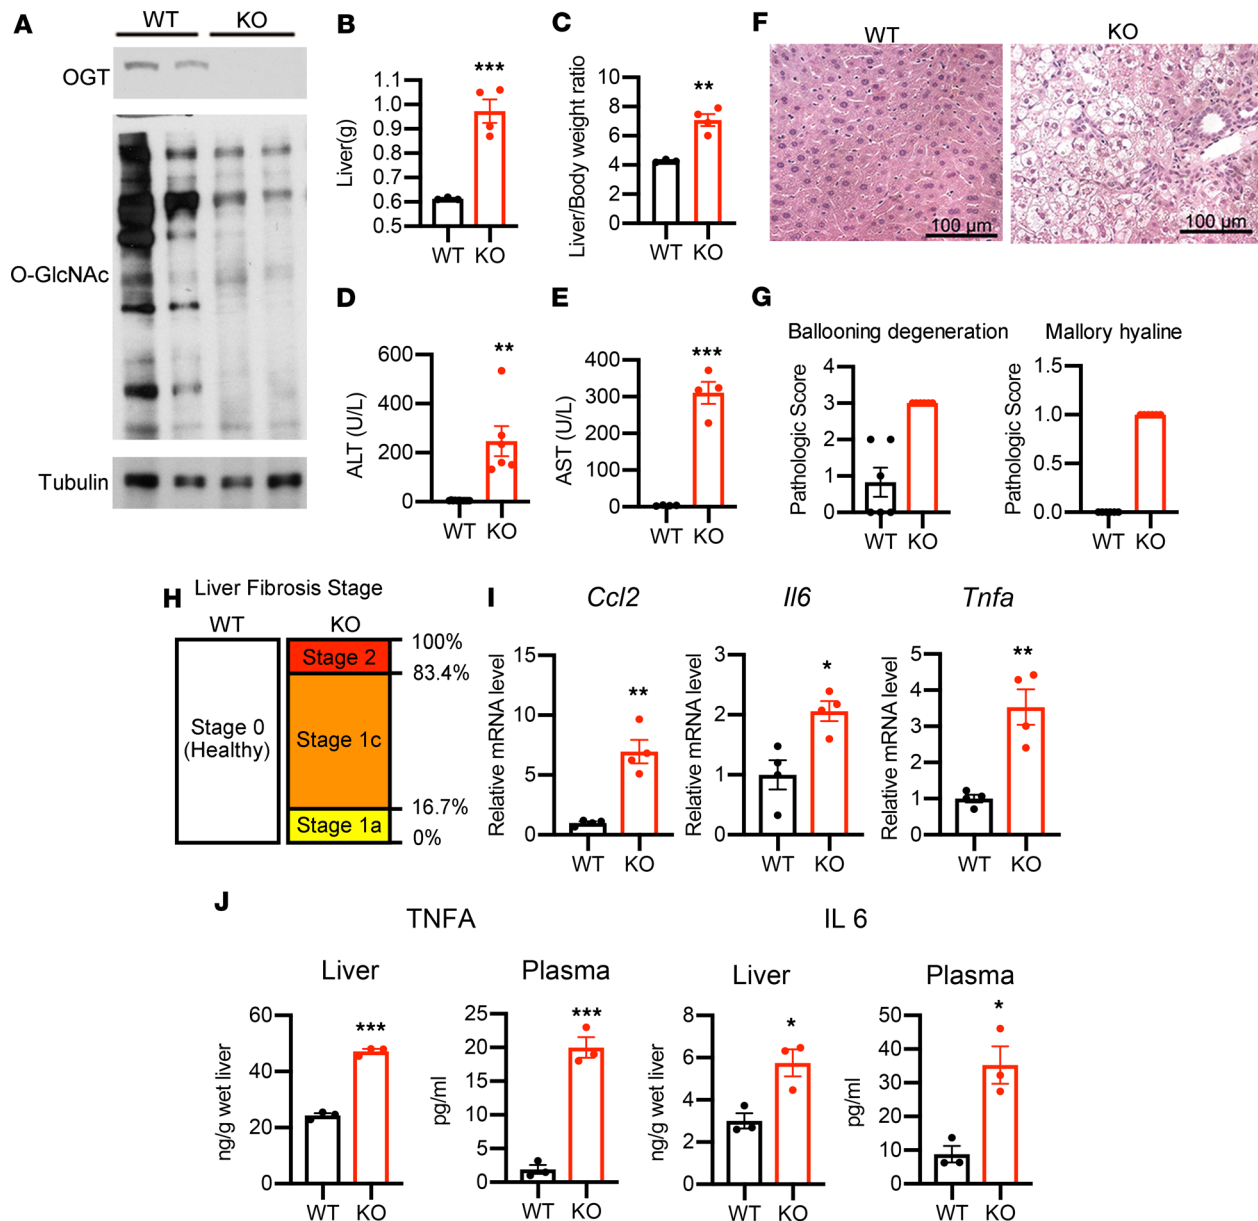 A
WT
KO
OGT
O-GlcNAc
Tubulin
B
***
Liver(g)
1.1
1.0
0.9
0.8
0.7
0.6
0.5
WT
KO
C
**
Liver/Body weight ratio
10
8
6
4
2
0
WT
KO
D
**
ALT (U/L)
600
400
200
0
WT
KO
E
***
AST (U/L)
400
300
200
100
0
WT
KO
F
WT
KO
100 µm
100 µm
G
Ballooning degeneration
Pathologic Score
4
3
2
1
0
WT
KO
Mallory hyaline
Pathologic Score
1.5
1.0
0.5
0.0
WT
KO
H
Liver Fibrosis Stage
WT
KO
Stage 0
(Healthy)
Stage 2
Stage 1c
Stage 1a
100%
83.4%
16.7%
0%
I
Ccl2
**
Relative mRNA level
15
10
5
0
WT
KO
Il6
*
Relative mRNA level
3
2
1
0
WT
KO
Tnfa
**
Relative mRNA level
5
4
3
2
1
0
WT
KO
J
TNFA
IL 6
Liver
***
ng/g wet liver
60
40
20
0
WT
KO
Plasma
***
pg/ml
25
20
15
10
5
0
WT
KO
Liver
*
ng/g wet liver
8
6
4
2
0
WT
KO
Plasma
*
pg/ml
50
40
30
20
10
0
WT
KO